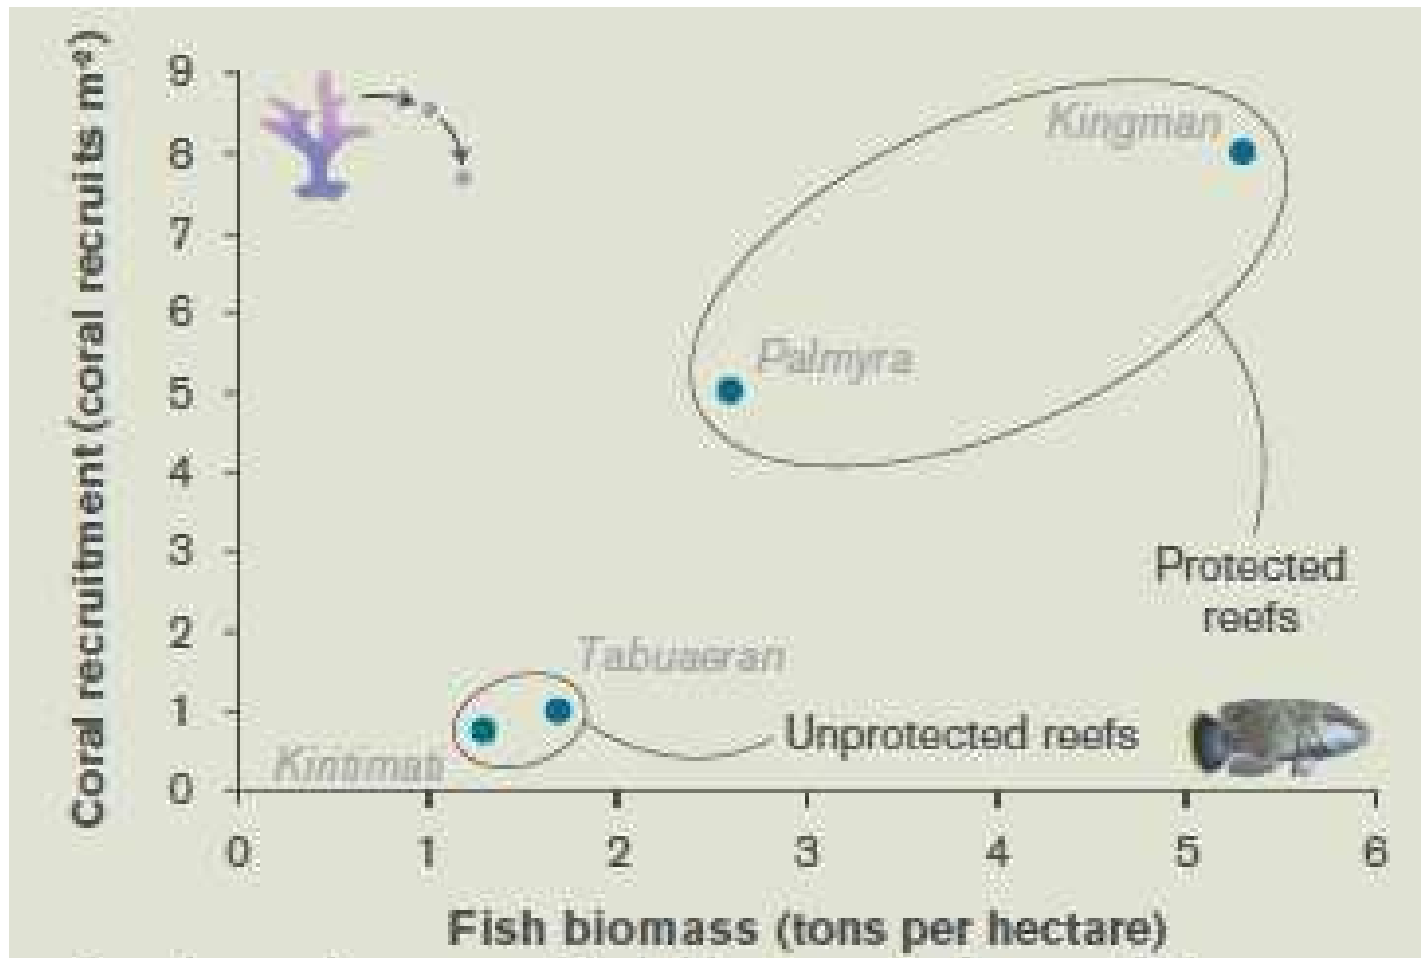 Coral recruitment (coral recruits m²)
9
8
7
6
5
4
3
2
1
0
Kingman
Palmyra
Protected
reefs
Tabuaeran
Unprotected reefs
Kiritimati
0 1 2 3 4 5 6
Fish biomass (tons per hectare)